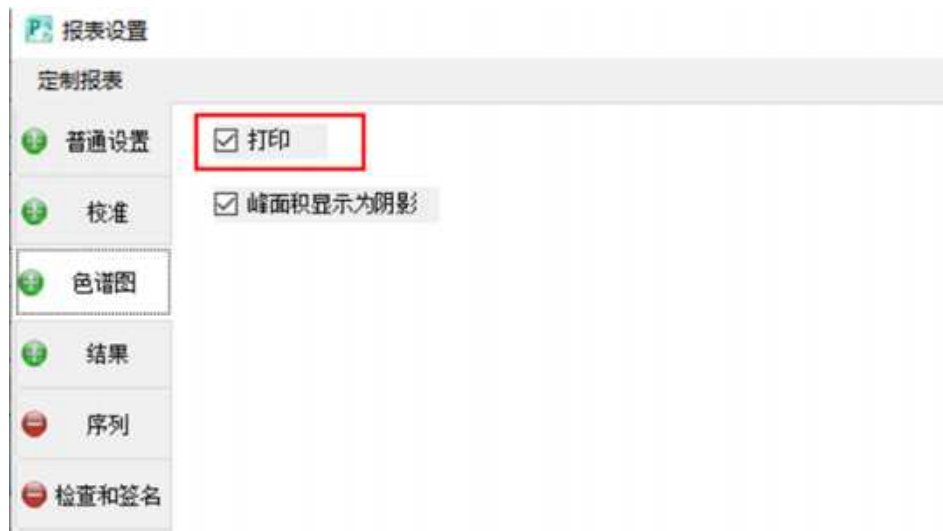 报表设置
定制报表
普通设置
打印
校准
峰面积显示为阴影
色谱图
结果
序列
检查和签名